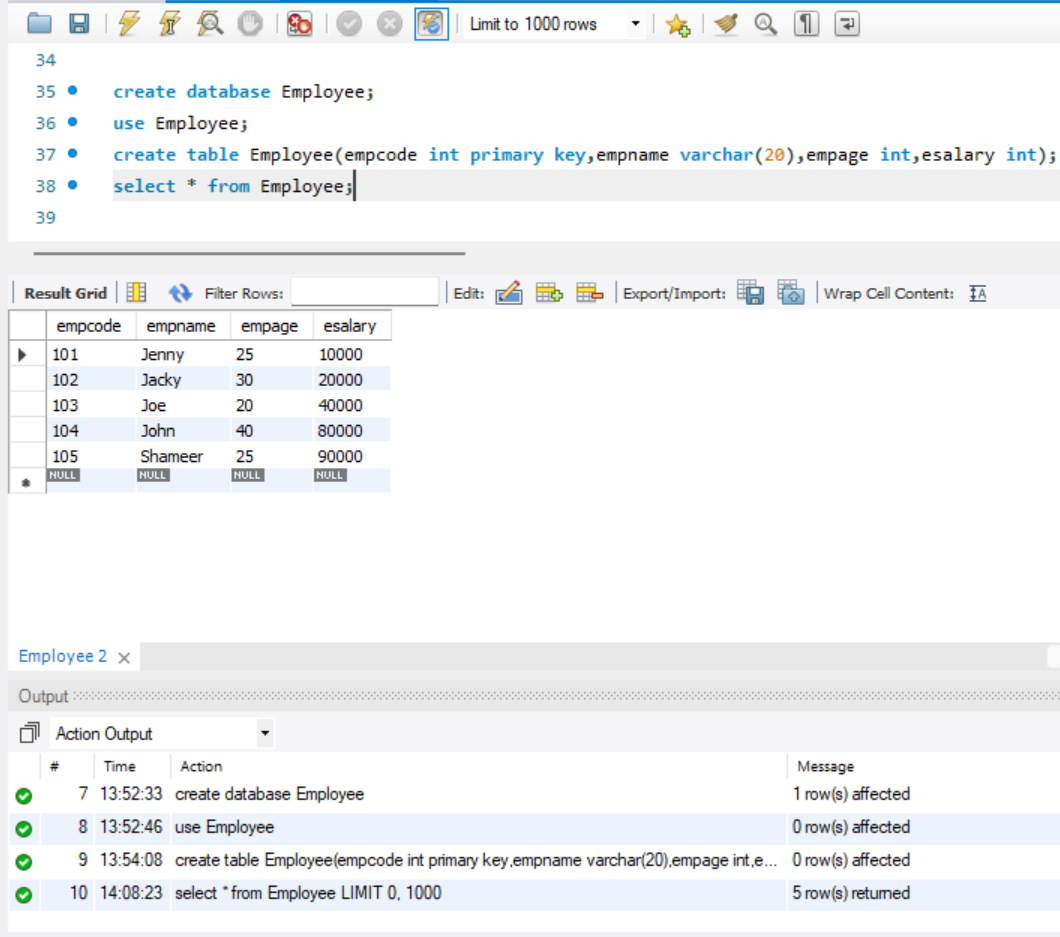 Limit to 1000 rows
34
35 create database Employee;
36 use Employee;
37 create table Employee(empcode int primary key,empname varchar(20),empage int,esalary int);
38 select * from Employee;
39
Result Grid Filter Rows: Edit: Export/Import: Wrap Cell Content: IA
empcode empname empage esalary
101 Jenny 25 10000
102 Jacky 30 20000
103 Joe 20 40000
104 John 40 80000
105 Shameer 25 90000
NULL NULL NULL NULL
Employee 2
Output
Action Output
# Time Action Message
7 13:52:33 create database Employee 1 row(s) affected
8 13:52:46 use Employee 0 row(s) affected
9 13:54:08 create table Employee(empcode int primary key,empname varchar(20),empage int,e... 0 row(s) affected
10 14:08:23 select * from Employee LIMIT 0, 1000 5 row(s) returned